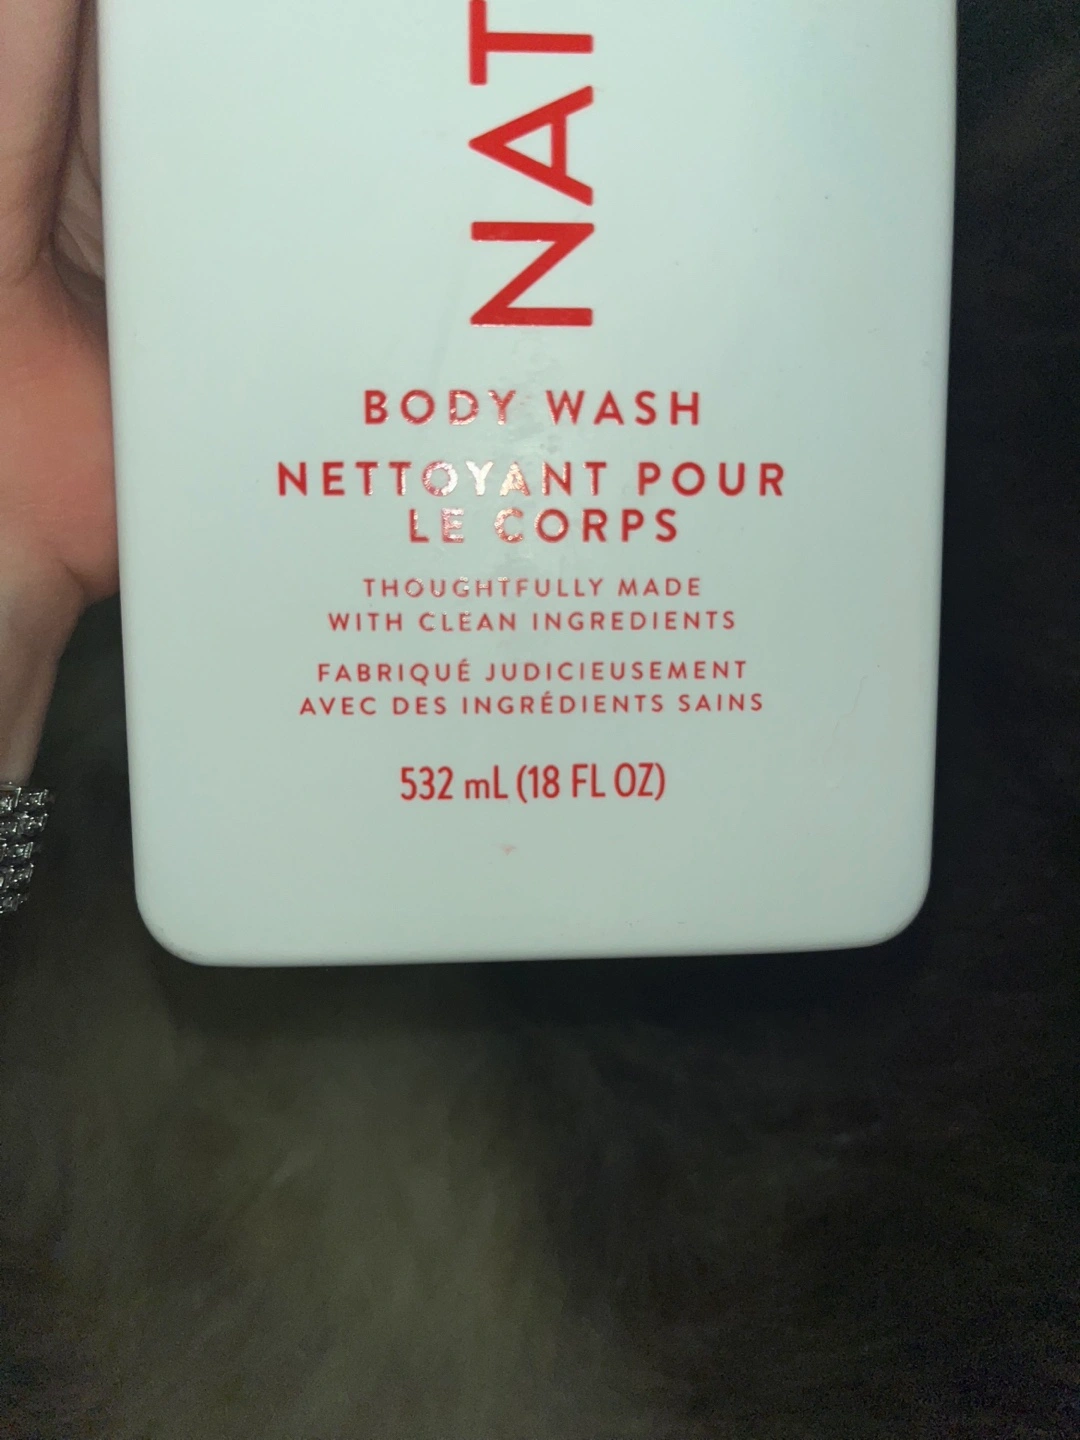 NAT
BODY WASH
NETTOYANT POUR
LE CORPS
THOUGHTFULLY MADE
WITH CLEAN INGREDIENTS
FABRIQUÉ JUDICIEUSEMENT
AVEC DES INGRÉDIENTS SAINS
532 mL (18 FL OZ)